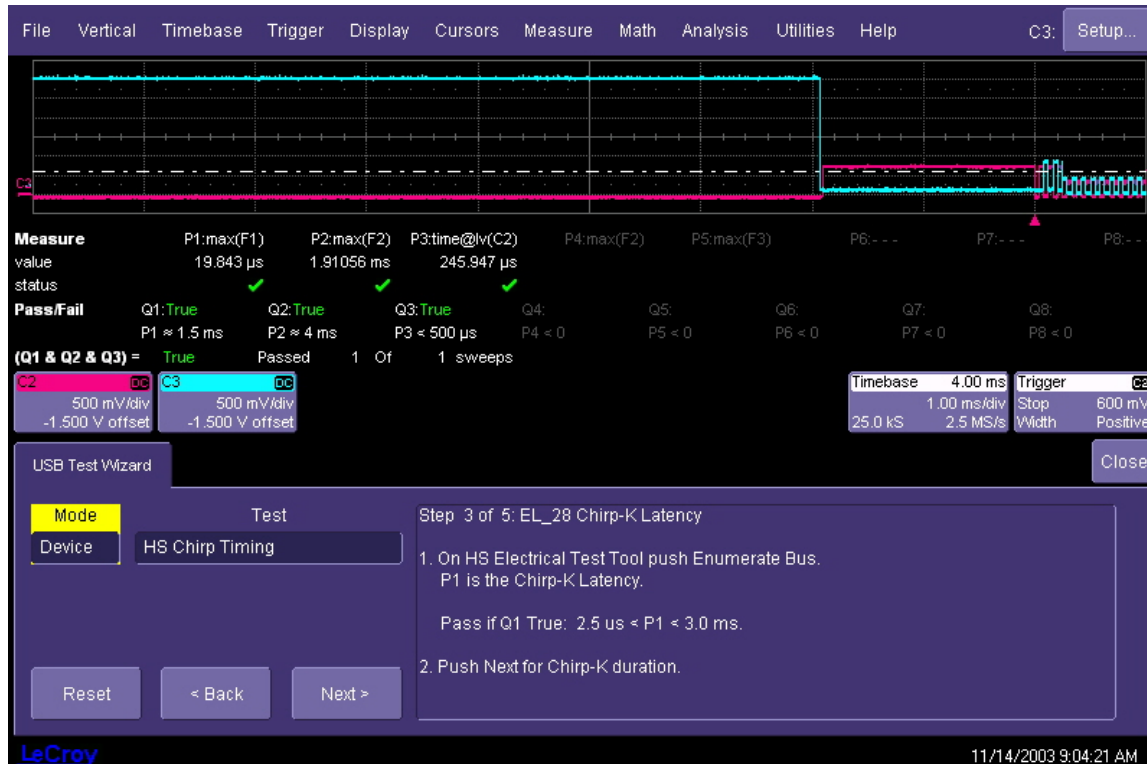 File Vertical Timebase Trigger Display Cursors Measure Math Analysis Utilities Help C3: Setup...
C3
Measure P1:max(F1) P2:max(F2) P3:time@lv(C2) P4:max(F2) P5:max(F3) P6:--- P7:--- P8:--
value 19.843 µs 1.91056 ms 245.947 µs
status
Pass/Fail Q1:True Q2:True Q3:True Q4: Q5: Q6: Q7: Q8:
P1 ≈ 1.5 ms P2 ≈ 4 ms P3 < 500 µs P4 < 0 P5 < 0 P6 < 0 P7 < 0 P8 < 0
(Q1 & Q2 & Q3) = True Passed 1 Of 1 sweeps
C2 DC C3 DC Timebase 4.00 ms Trigger C2
500 mV/div 500 mV/div 1.00 ms/div Stop 600 mV
-1.500 V offset -1.500 V offset 25.0 kS 2.5 MS/s Width Positive
USB Test Wizard Close
Mode Test
Device HS Chirp Timing
Step 3 of 5: EL_28 Chirp-K Latency
1. On HS Electrical Test Tool push Enumerate Bus.
P1 is the Chirp-K Latency.
Pass if Q1 True: 2.5 us < P1 < 3.0 ms.
2. Push Next for Chirp-K duration.
Reset < Back Next >
LeCroy 11/14/2003 9:04:21 AM